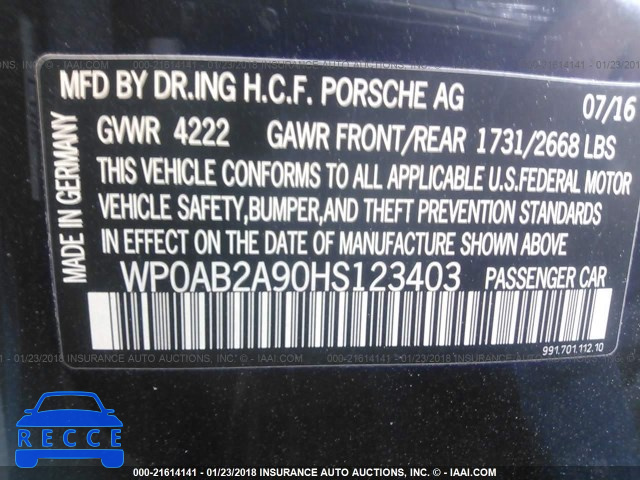 MFD BY DR.ING H.C.F. PORSCHE AG 07/16
GVWR 4222 GAWR FRONT/REAR 1731/2668 LBS
THIS VEHICLE CONFORMS TO ALL APPLICABLE U.S.FEDERAL MOTOR
VEHICLE SAFETY,BUMPER,AND THEFT PREVENTION STANDARDS
IN EFFECT ON THE DATE OF MANUFACTURE SHOWN ABOVE
MADE IN GERMANY
WP0AB2A90HS123403 PASSENGER CAR
991.701.112.10
RECCE
000-21614141 - 01/23/2018 INSURANCE AUTO AUCTIONS - © IAAI.COM